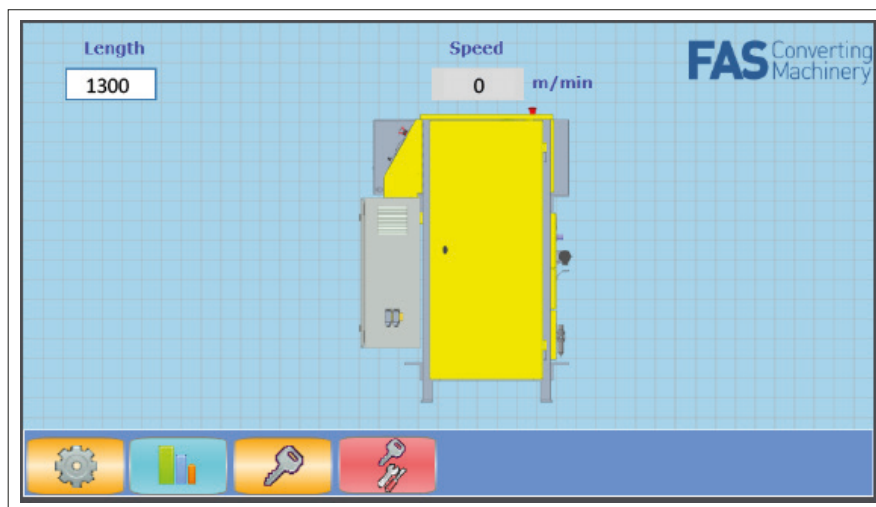 Length
Speed
1300
0 m/min
FAS Converting
Machinery